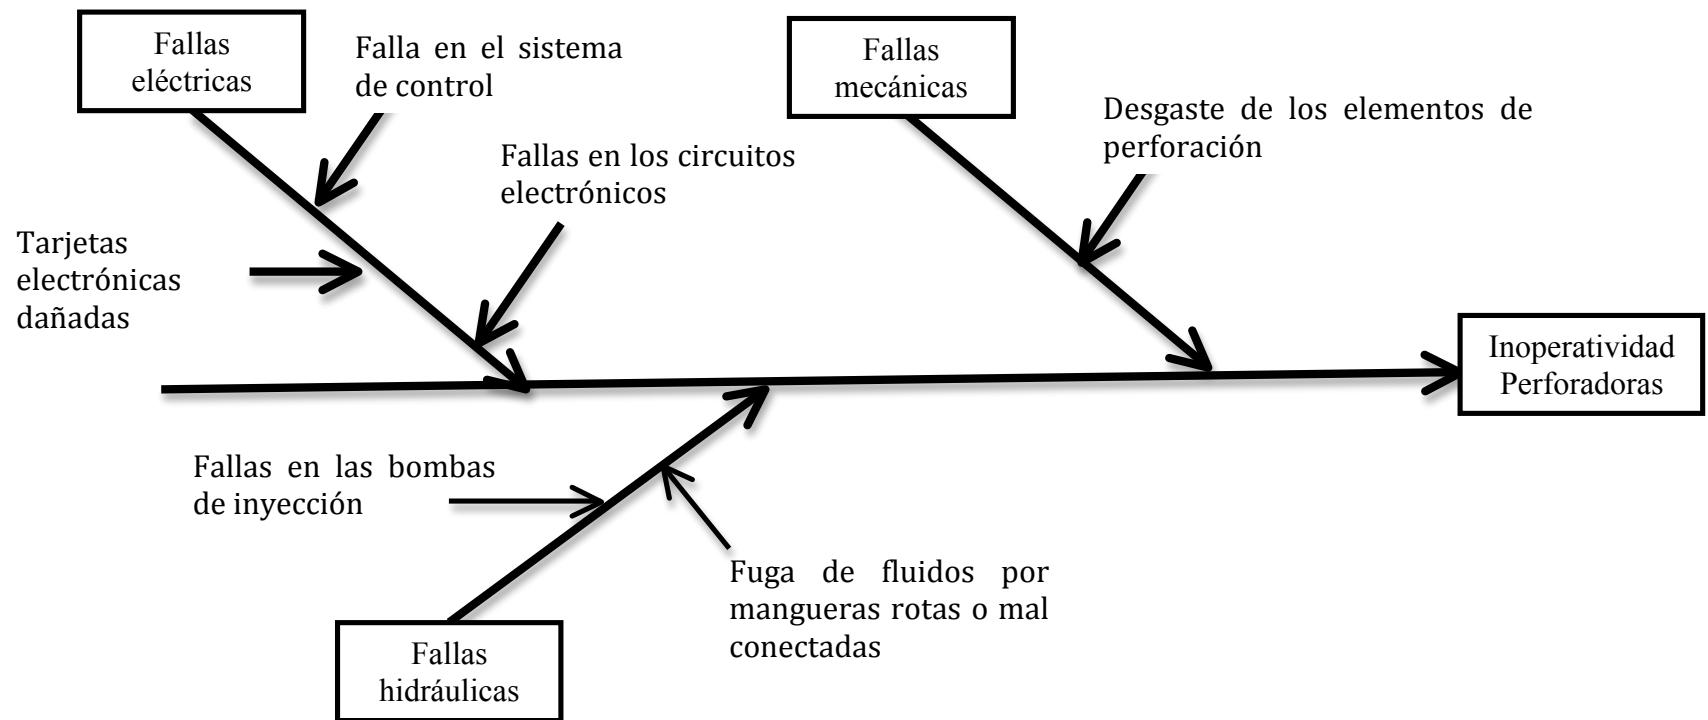 Fallas
eléctricas
Falla en el sistema
de control
Fallas en los circuitos
electrónicos
Tarjetas
electrónicas
dañadas
Fallas
mecánicas
Desgaste de los elementos de
perforación
Inoperatividad
Perforadoras
Fallas en las bombas
de inyección
Fuga de fluidos por
mangueras rotas o mal
conectadas
Fallas
hidráulicas